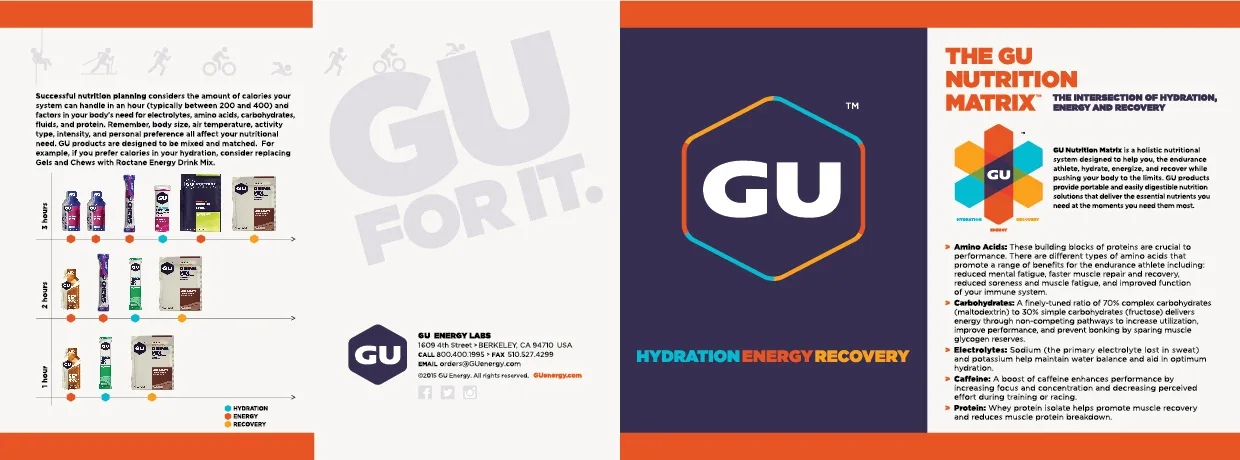 Successful nutrition planning considers the amount of calories your
system can handle in an hour (typically between 200 and 400) and
factors in your body's need for electrolytes, amino acids, carbohydrates,
fluids, and protein. Remember, body size, air temperature, activity
type, intensity, and personal preference all affect your nutritional
need. GU products are designed to be mixed and matched. For
example, if you prefer calories in your hydration, consider replacing
Gels and Chews with Roctane Energy Drink Mix.
3 hours
2 hours
1 hour
HYDRATION
ENERGY
RECOVERY
GU
FOR IT.
GU
GU ENERGY LABS
1609 4th Street > BERKELEY, CA 94710 USA
CALL 800.400.1995 > FAX 510.527.4299
EMAIL orders@GUenergy.com
©2015 GU Energy. All rights reserved. GUenergy.com
TM
GU
HYDRATION ENERGY RECOVERY
THE GU
NUTRITION
MATRIX™ THE INTERSECTION OF HYDRATION,
ENERGY AND RECOVERY
TM
GU
HYDRATION
RECOVERY
ENERGY
GU Nutrition Matrix is a holistic nutritional
system designed to help you, the endurance
athlete, hydrate, energize, and recover while
pushing your body to the limits. GU products
provide portable and easily digestible nutrition
solutions that deliver the essential nutrients you
need at the moments you need them most.
> Amino Acids: These building blocks of proteins are crucial to
performance. There are different types of amino acids that
promote a range of benefits for the endurance athlete including:
reduced mental fatigue, faster muscle repair and recovery,
reduced soreness and muscle fatigue, and improved function
of your immune system.
> Carbohydrates: A finely-tuned ratio of 70% complex carbohydrates
(maltodextrin) to 30% simple carbohydrates (fructose) delivers
energy through non-competing pathways to increase utilization,
improve performance, and prevent bonking by sparing muscle
glycogen reserves.
> Electrolytes: Sodium (the primary electrolyte lost in sweat)
and potassium help maintain water balance and aid in optimum
hydration.
> Caffeine: A boost of caffeine enhances performance by
increasing focus and concentration and decreasing perceived
effort during training or racing.
> Protein: Whey protein isolate helps promote muscle recovery
and reduces muscle protein breakdown.